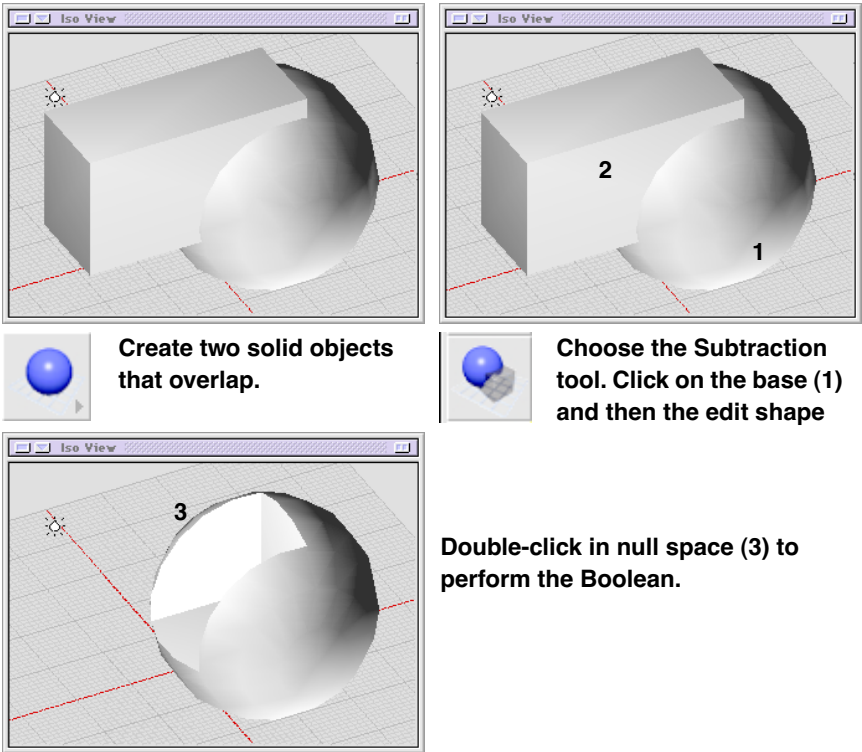 Iso View
Iso View
2
1
Create two solid objects
that overlap.
Choose the Subtraction
tool. Click on the base (1)
and then the edit shape
Iso View
3
Double-click in null space (3) to
perform the Boolean.